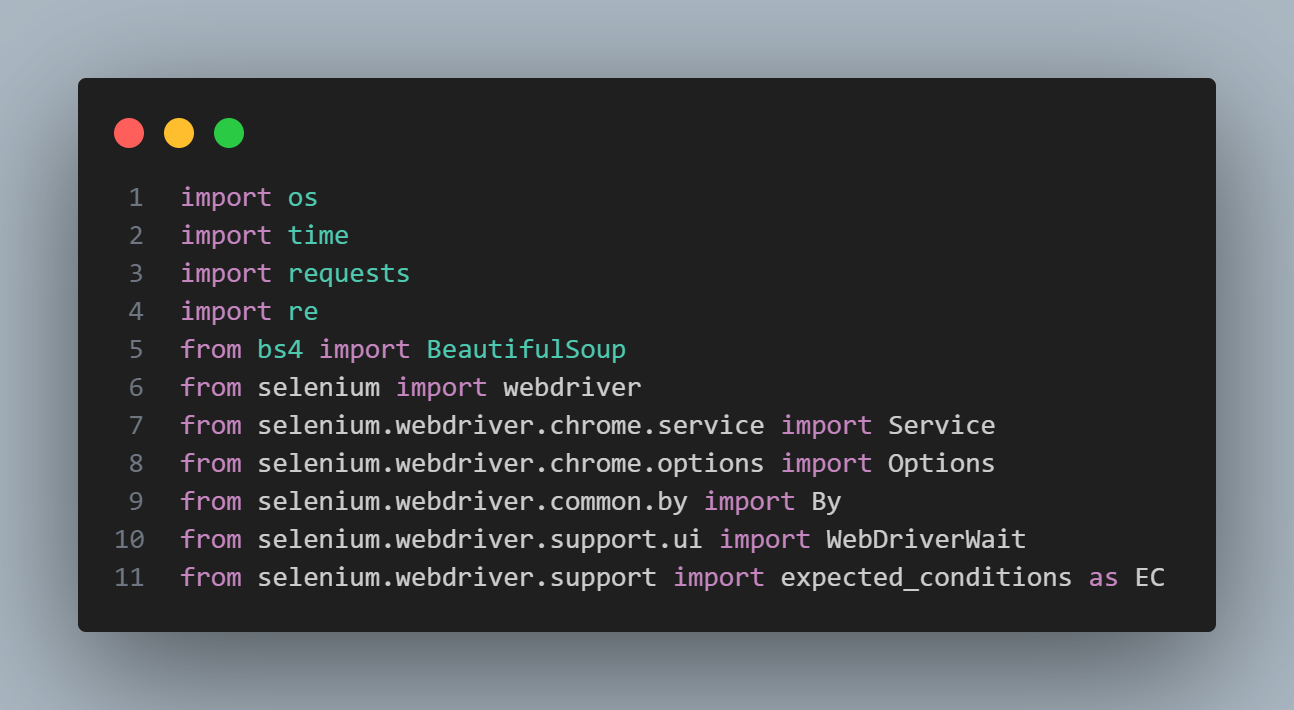 1 import os
2 import time
3 import requests
4 import re
5 from bs4 import BeautifulSoup
6 from selenium import webdriver
7 from selenium.webdriver.chrome.service import Service
8 from selenium.webdriver.chrome.options import Options
9 from selenium.webdriver.common.by import By
10 from selenium.webdriver.support.ui import WebDriverWait
11 from selenium.webdriver.support import expected_conditions as EC